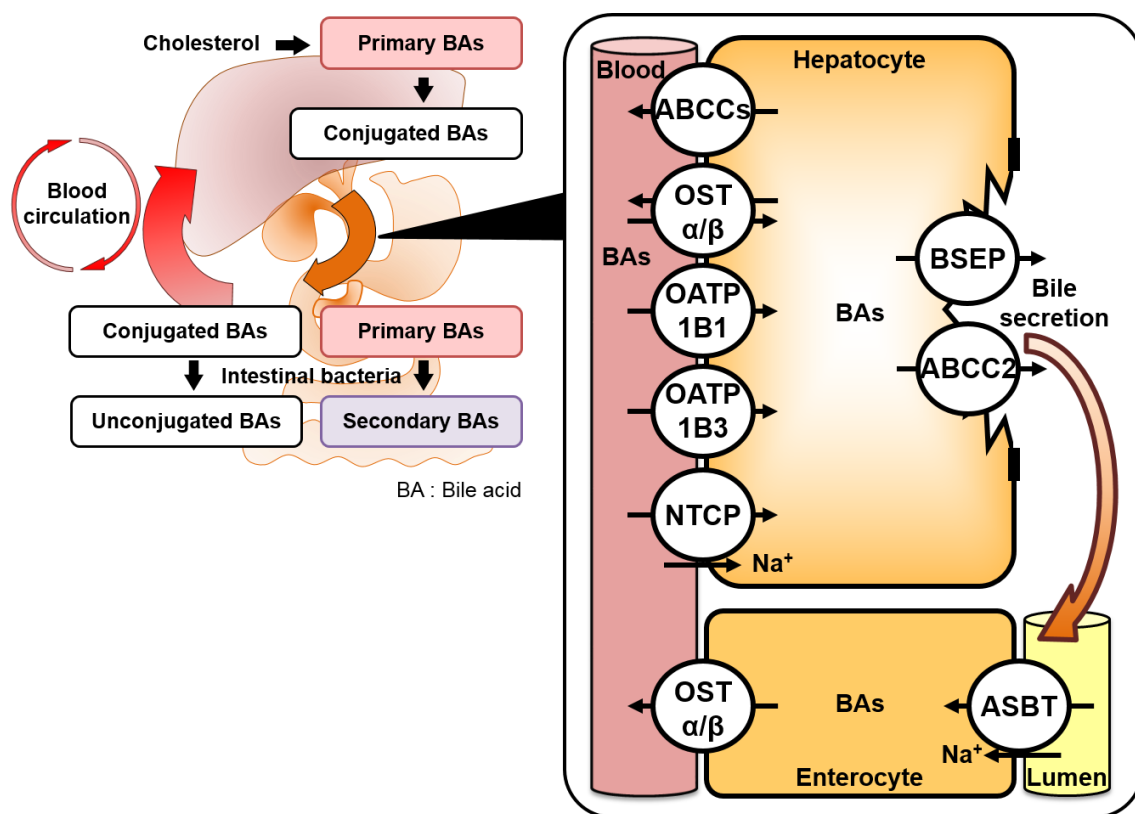 Cholesterol
Primary BAs
Conjugated BAs
Blood
circulation
Conjugated BAs
Primary BAs
Intestinal bacteria
Unconjugated BAs
Secondary BAs
BA : Bile acid
Blood
Hepatocyte
ABCCs
OST
α/β
BAs
OATP
1B1
OATP
1B3
NTCP
Na⁺
BAs
BSEP
Bile
secretion
ABCC2
OST
α/β
BAs
ASBT
Na⁺
Enterocyte
Lumen